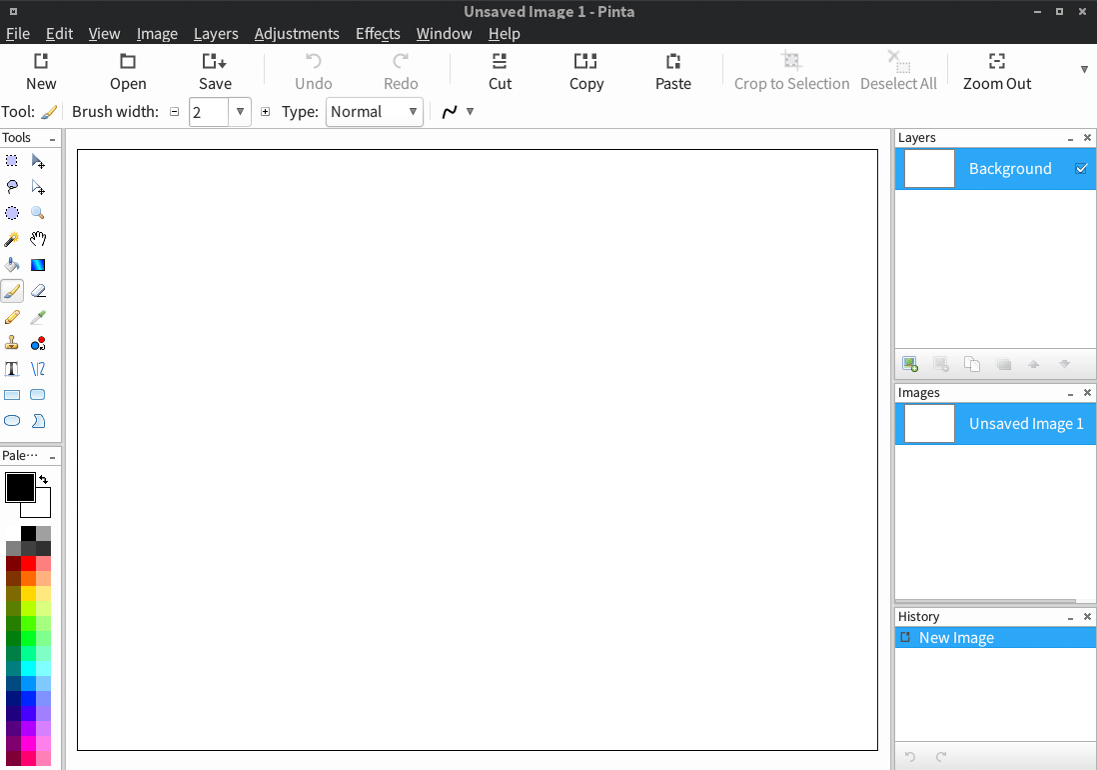 Unsaved Image 1 - Pinta
File Edit View Image Layers Adjustments Effects Window Help
New Open Save Undo Redo Cut Copy Paste Crop to Selection Deselect All Zoom Out
Tool: Brush width: 2 Type: Normal
Tools
Layers
Background
Images
Unsaved Image 1
Pale···
History
New Image